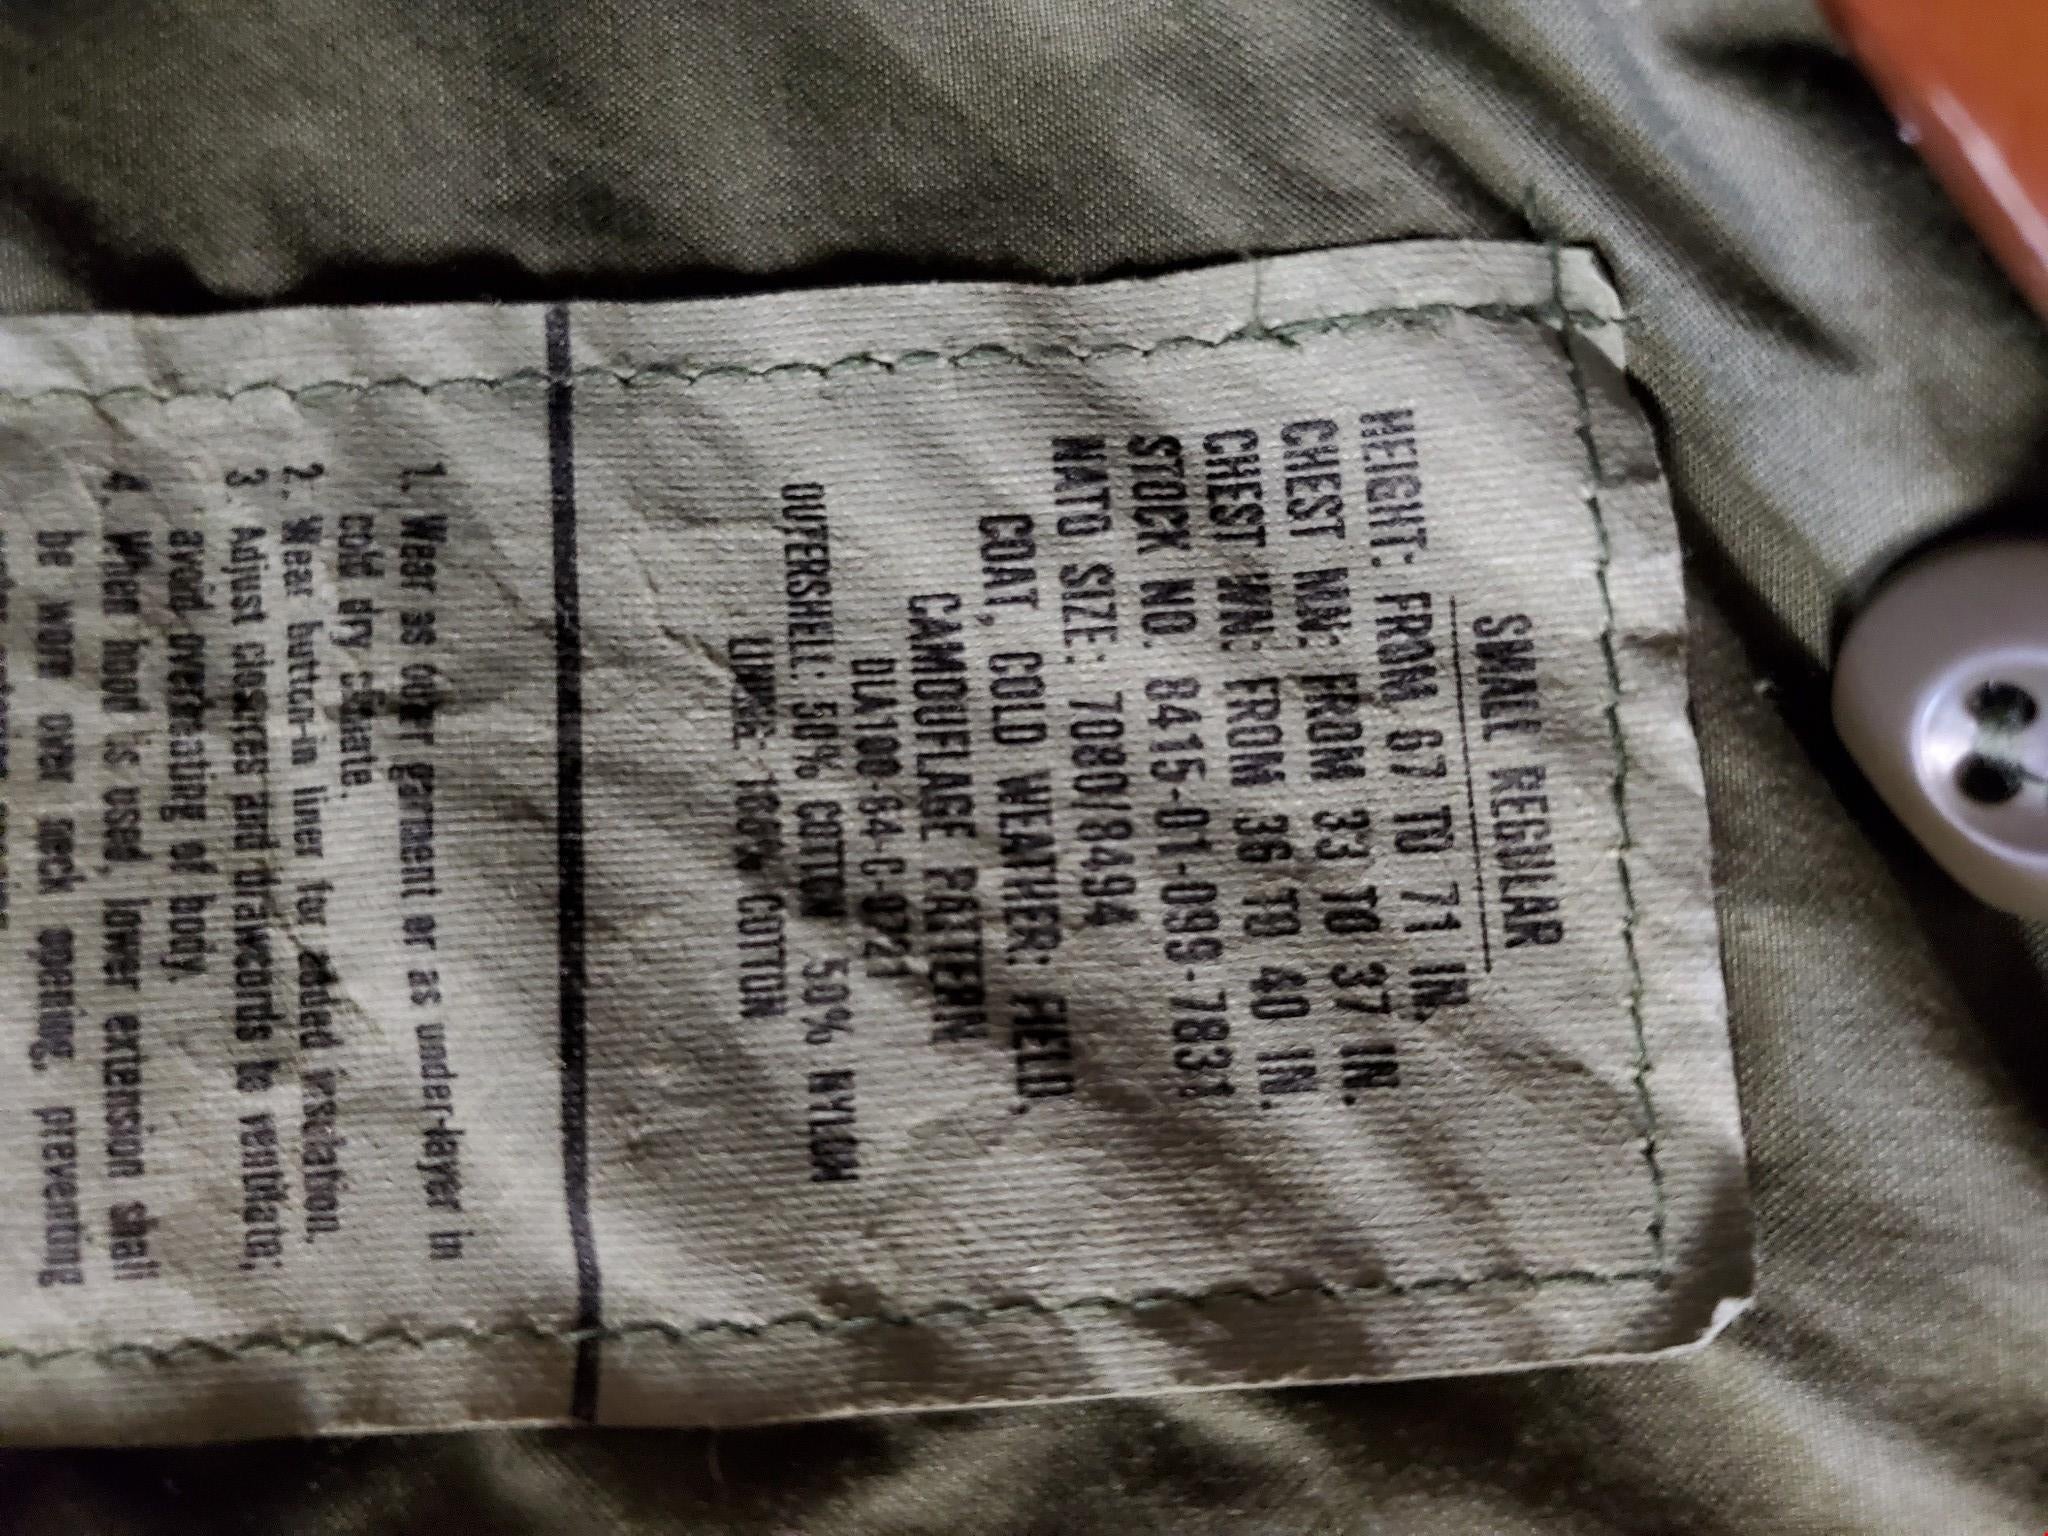 SMALL REGULAR
HEIGHT: FROM 67 TO 71 IN.
CHEST MN: FROM 33 TO 37 IN.
CHEST WN: FROM 36 TO 40 IN.
STOCK NO. 8415-01-099-7831
NATO SIZE: 7080/8494
COAT, COLD WEATHER: FIELD,
CAMOUFLAGE PATTERN
DLA100-84-C-0721
OUTERSHELL: 50% COTTON 50% NYLON
100% COTTON
1. Wear as outer garment or as under-layer in
cold dry climate.
2. Wear button-in liner for added insulation.
3. Adjust closures and drawcords to ventilate;
avoid overheating of body.
4. When hood is used, lower extension shall
be worn over neck opening, preventing